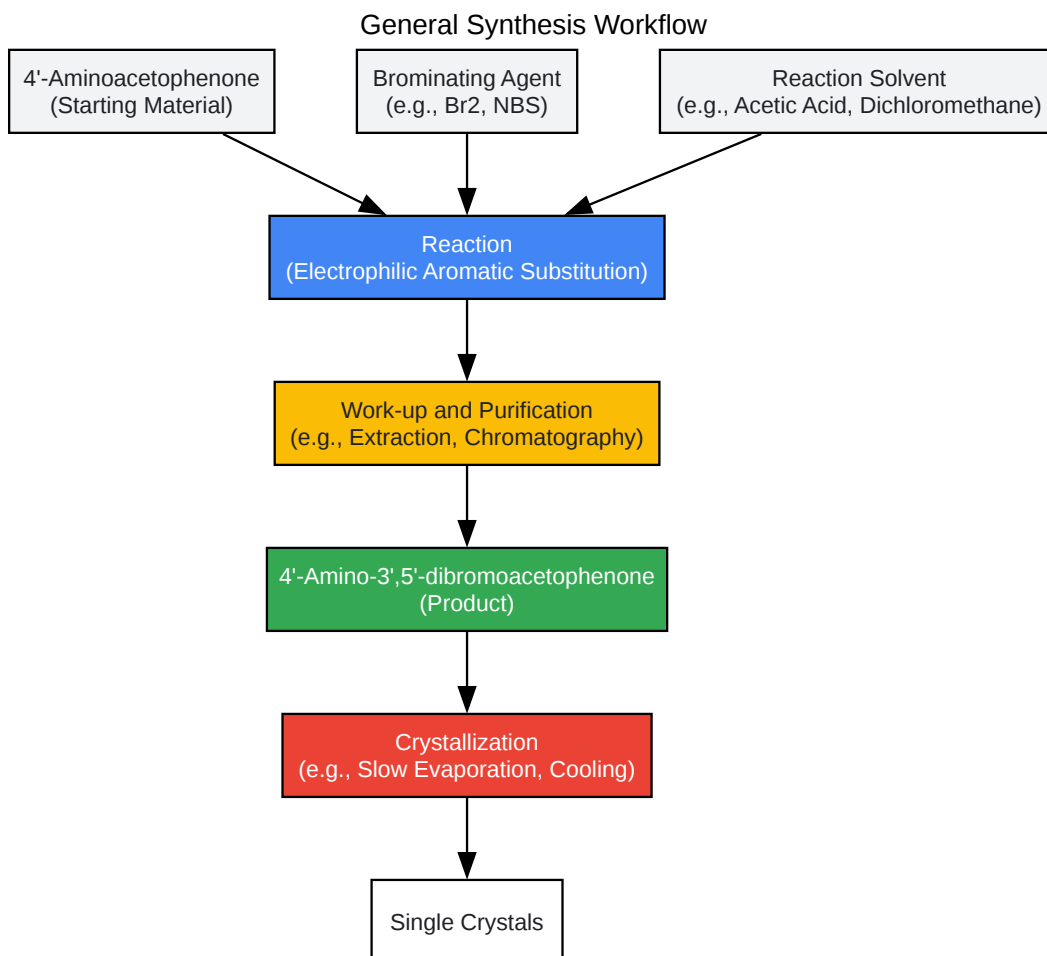 General Synthesis Workflow
4'-Aminoacetophenone
(Starting Material)
Brominating Agent
(e.g., Br2, NBS)
Reaction Solvent
(e.g., Acetic Acid, Dichloromethane)
Reaction
(Electrophilic Aromatic Substitution)
Work-up and Purification
(e.g., Extraction, Chromatography)
4'-Amino-3',5'-dibromoacetophenone
(Product)
Crystallization
(e.g., Slow Evaporation, Cooling)
Single Crystals